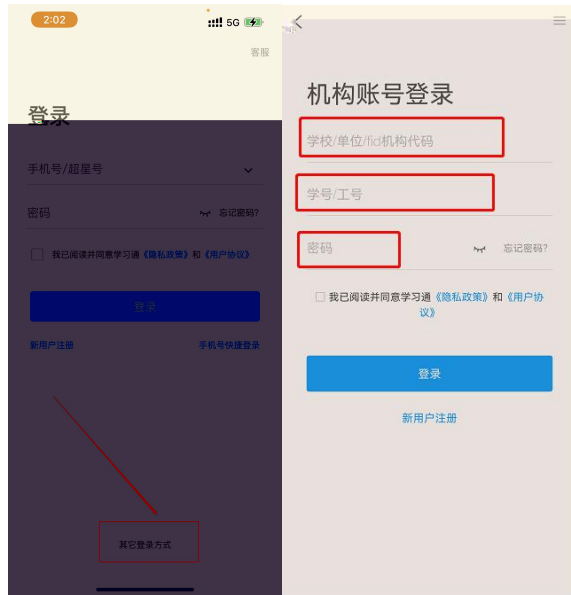 2:02
5G
客服
登录
手机号/超星号
密码
忘记密码?
我已阅读并同意学习通《隐私政策》和《用户协议》
登录
新用户注册
手机号快捷登录
其它登录方式
机构账号登录
学校/单位/fid机构代码
学号/工号
密码
忘记密码?
我已阅读并同意学习通《隐私政策》和《用户协
议》
登录
新用户注册